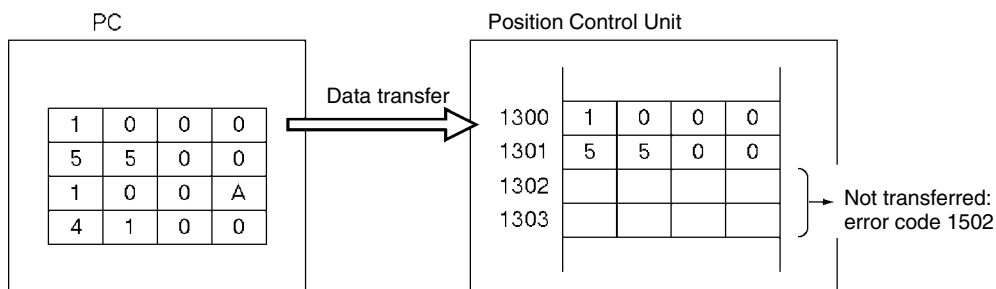 PC
Position Control Unit
Data transfer
1 0 0 0
5 5 0 0
1 0 0 A
4 1 0 0
1300 1 0 0 0
1301 5 5 0 0
1302
1303
Not transferred:
error code 1502